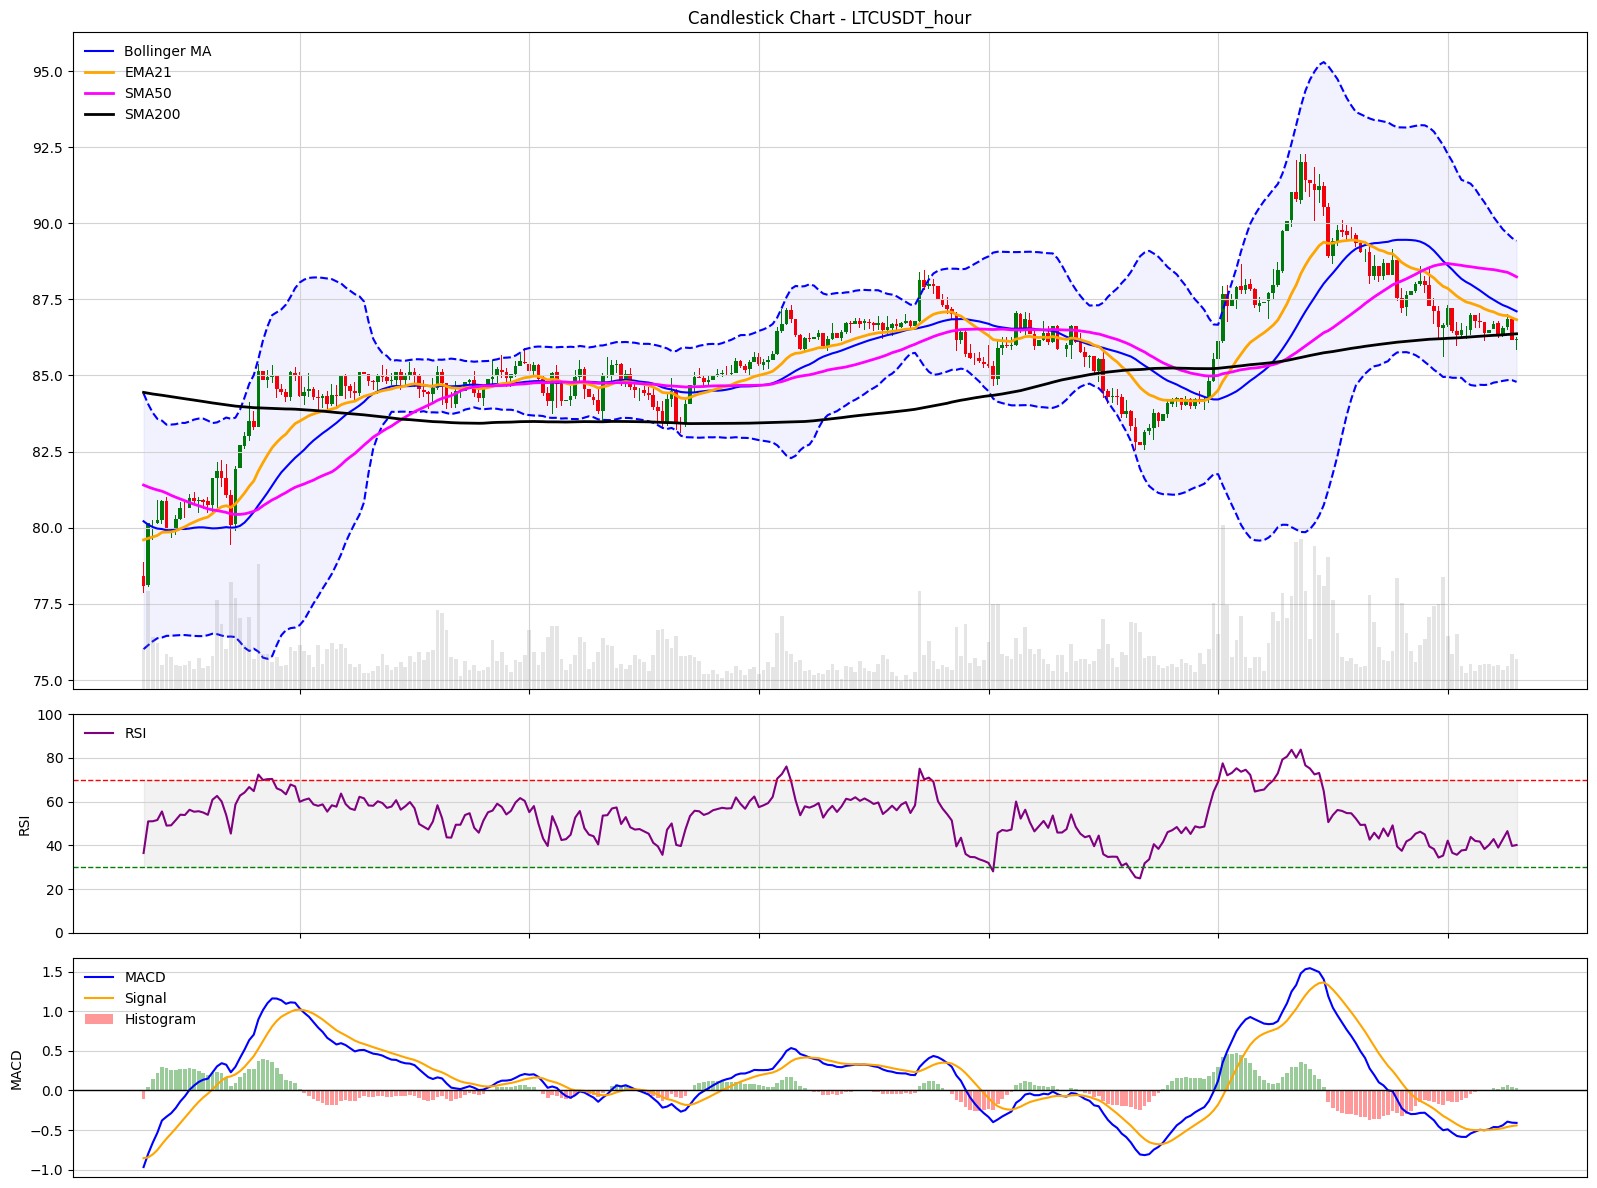 Candlestick Chart - LTCUSDT_hour
Bollinger MA
EMA21
SMA50
SMA200
95.0
92.5
90.0
87.5
85.0
82.5
80.0
77.5
75.0
RSI
100
80
60
40
20
0
RSI
MACD
Signal
Histogram
1.5
1.0
0.5
0.0
−0.5
−1.0
MACD